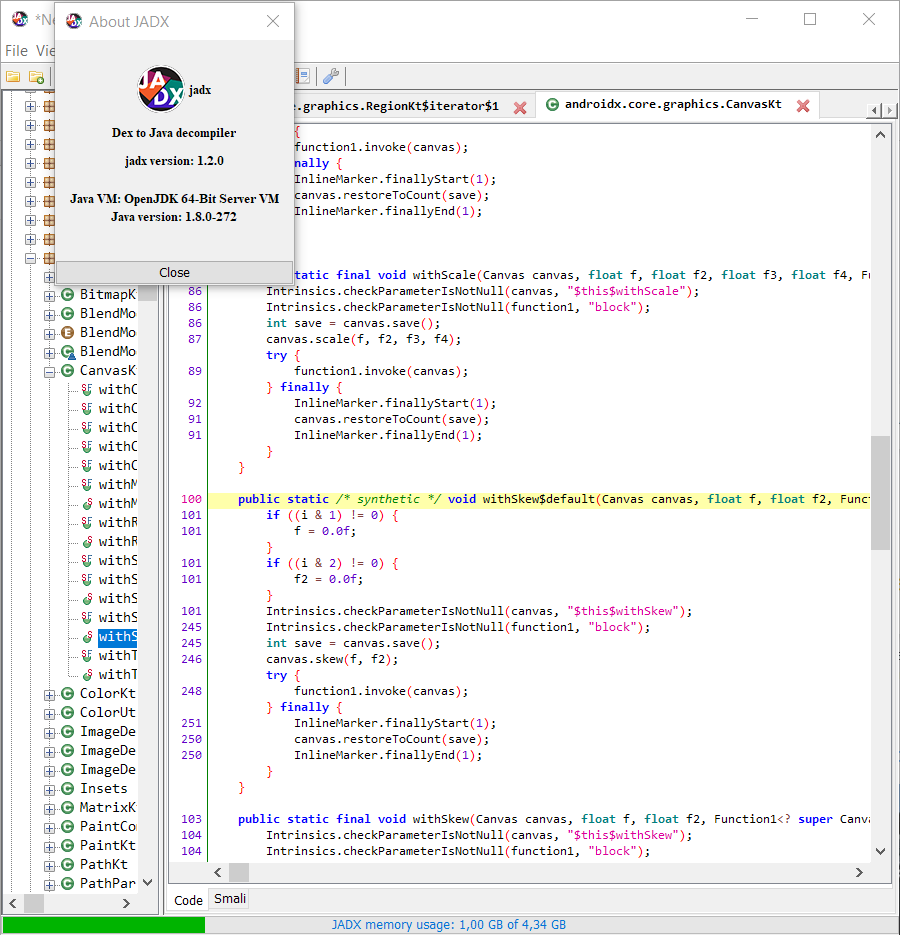 *Ne
About JADX
File Vie
JADX
jadx
Dex to Java decompiler
jadx version: 1.2.0
Java VM: OpenJDK 64-Bit Server VM
Java version: 1.8.0-272
Close
.graphics.RegionKt$iterator$1
androidx.core.graphics.CanvasKt
{
function1.invoke(canvas);
nally {
InlineMarker.finallyStart(1);
canvas.restoreToCount(save);
InlineMarker.finallyEnd(1);
tatic final void withScale(Canvas canvas, float f, float f2, float f3, float f4, Fu
86 Intrinsics.checkParameterIsNotNull(canvas, "$this$withScale");
86 Intrinsics.checkParameterIsNotNull(function1, "block");
86 int save = canvas.save();
87 canvas.scale(f, f2, f3, f4);
try {
89 function1.invoke(canvas);
} finally {
92 InlineMarker.finallyStart(1);
91 canvas.restoreToCount(save);
91 InlineMarker.finallyEnd(1);
}
}
100 public static /* synthetic */ void withSkew$default(Canvas canvas, float f, float f2, Funct
101 if ((i & 1) != 0) {
101 f = 0.0f;
}
101 if ((i & 2) != 0) {
101 f2 = 0.0f;
}
101 Intrinsics.checkParameterIsNotNull(canvas, "$this$withSkew");
245 Intrinsics.checkParameterIsNotNull(function1, "block");
245 int save = canvas.save();
246 canvas.skew(f, f2);
try {
248 function1.invoke(canvas);
} finally {
251 InlineMarker.finallyStart(1);
250 canvas.restoreToCount(save);
250 InlineMarker.finallyEnd(1);
}
}
103 public static final void withSkew(Canvas canvas, float f, float f2, Function1<? super Canva
104 Intrinsics.checkParameterIsNotNull(canvas, "$this$withSkew");
104 Intrinsics.checkParameterIsNotNull(function1, "block");
BitmapK
BlendMo
BlendMo
BlendMo
CanvasK
withC
withC
withC
withC
withC
withM
withM
withR
withR
withS
withS
withS
withS
withS
withT
withT
ColorKt
ColorUt
ImageDe
ImageDe
ImageDe
Insets
MatrixK
PaintCo
PaintKt
PathKt
PathPar
Code Smali
JADX memory usage: 1,00 GB of 4,34 GB